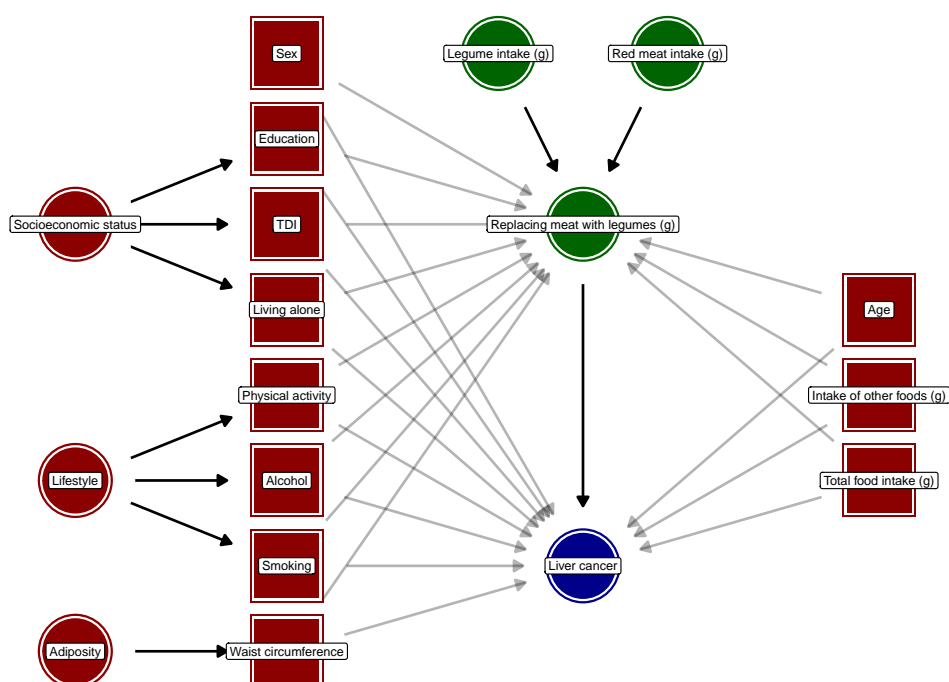 Sex
Legume intake (g)
Red meat intake (g)
Education
Socioeconomic status
TDI
Replacing meat with legumes (g)
Living alone
Age
Physical activity
Intake of other foods (g)
Lifestyle
Alcohol
Total food intake (g)
Smoking
Liver cancer
Adiposity
Waist circumference